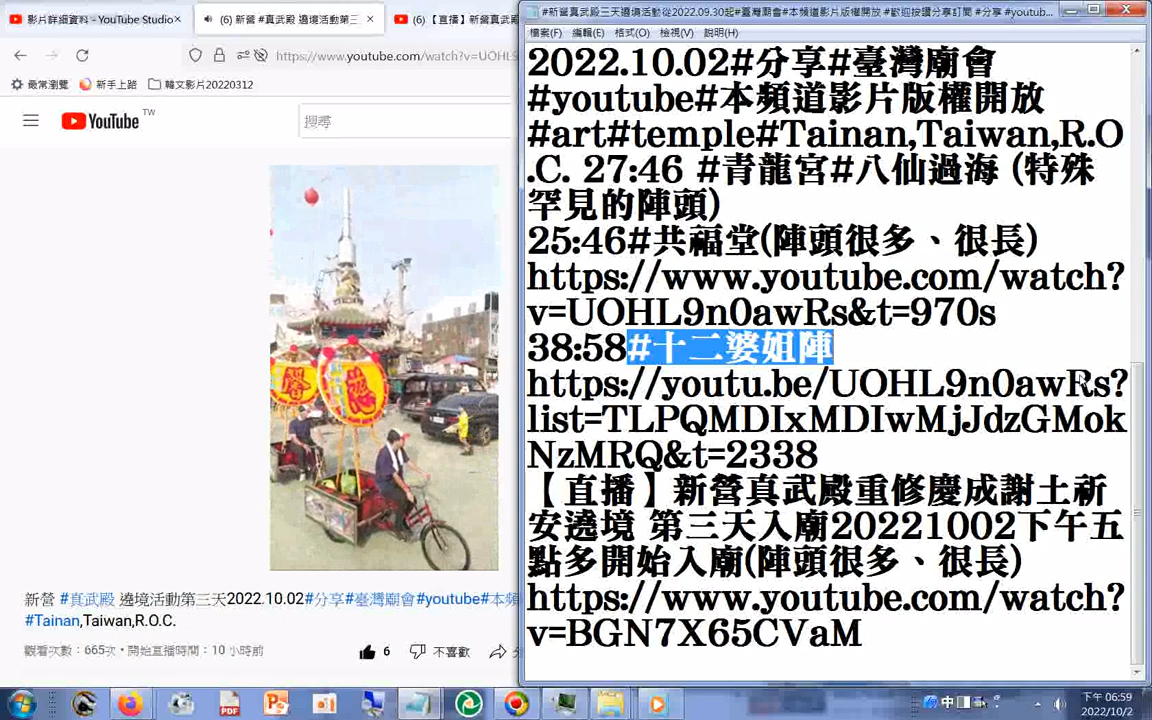 影片詳細資料 - YouTube Studio
(6) 新營 #真武殿 遶境活動第三
(6)【直播】新營真武
#新營真武殿三天遶境活動從2022.09.30起#臺灣廟會#本頻道影片版權開放 #歡迎按讚分享訂閱 #分享 #youtub...
檔案(F) 編輯(E) 格式(O) 檢視(V) 說明(H)
https://www.youtube.com/watch?v=UOHL9
最常瀏覽
新手上路
韓文影片20220312
YouTube
TW
搜尋
2022.10.02#分享#臺灣廟會
#youtube#本頻道影片版權開放
#art#temple#Tainan,Taiwan,R.O
.C. 27:46 #青龍宮#八仙過海 (特殊
罕見的陣頭)
25:46#共福堂(陣頭很多、很長)
https://www.youtube.com/watch?
v=UOHL9n0awRs&t=970s
38:58#十二婆姐陣
https://youtu.be/UOHL9n0awRs?
list=TLPQMDIxMDIwMjJdzGMok
NzMRQ&t=2338
【直播】新營真武殿重修慶成謝土祈
安遶境 第三天入廟20221002下午五
點多開始入廟(陣頭很多、很長)
https://www.youtube.com/watch?
v=BGN7X65CVaM
新營 #真武殿 遶境活動第三天2022.10.02#分享#臺灣廟會#youtube#本頻
#Tainan,Taiwan,R.O.C.
觀看次數：665次 • 開始直播時間：10 小時前
6
不喜歡
中
下午 06:59
2022/10/2